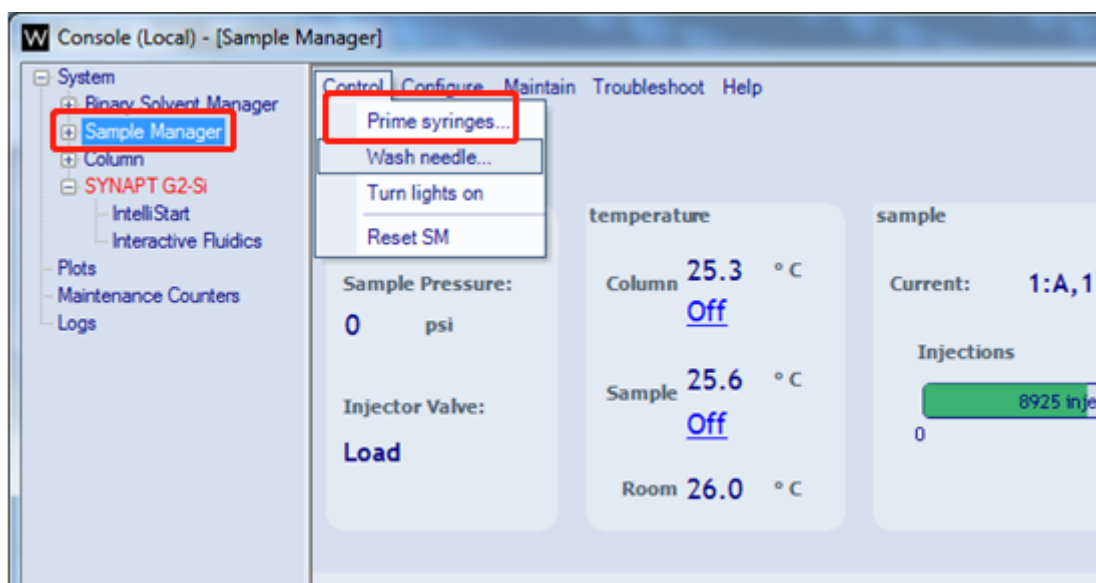 W Console (Local) - [Sample Manager]
System
Binary Solvent Manager
Sample Manager
Column
SYNAPT G2-Si
IntelliStart
Interactive Fluidics
Plots
Maintenance Counters
Logs
Control Configure Maintain Troubleshoot Help
Prime syringes...
Wash needle...
Turn lights on
Reset SM
Sample Pressure:
0 psi
Injector Valve:
Load
temperature
Column 25.3 °C
Off
Sample 25.6 °C
Off
Room 26.0 °C
sample
Current: 1:A,1
Injections
8925 inje
0